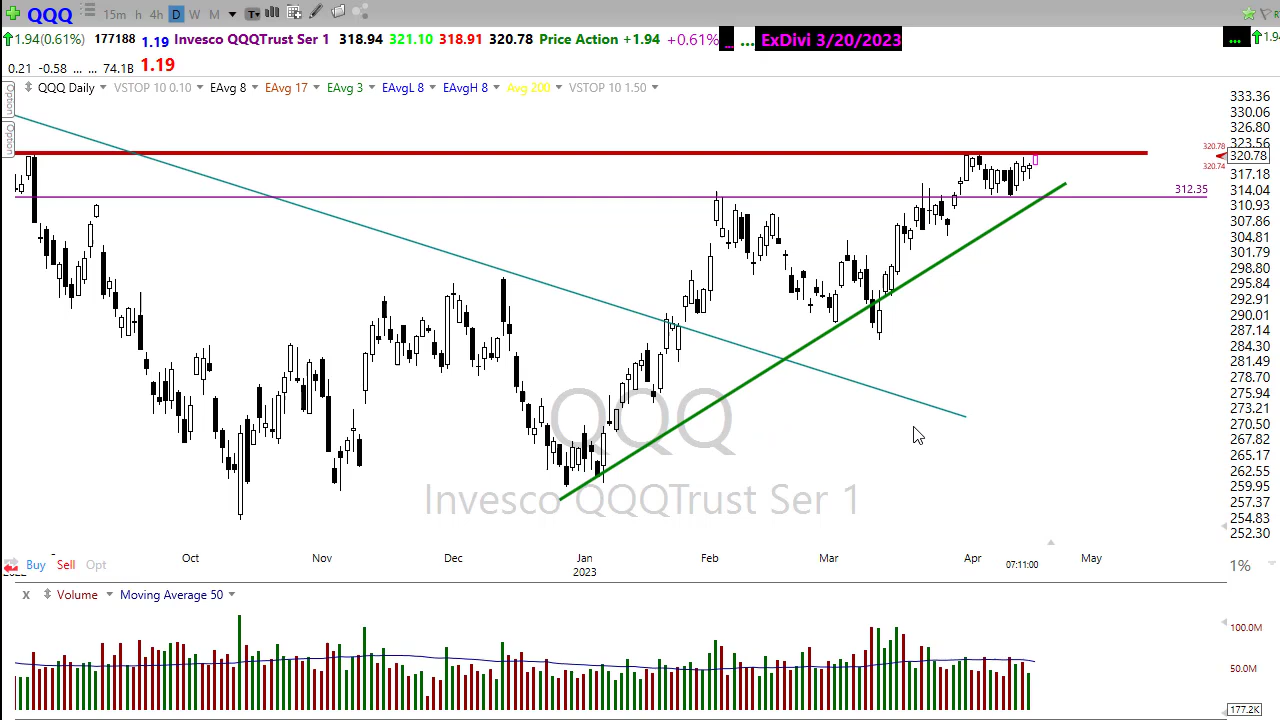 QQQ 15m h 4h D W M T
1.94(0.61%) 177188 1.19 Invesco QQQTrust Ser 1 318.94 321.10 318.91 320.78 Price Action +1.94 +0.61% ... ... ExDivi 3/20/2023 ... 1.94
0.21 -0.58 ... ... 74.1B 1.19
Option
Option
QQQ Daily VSTOP 10 0.10 EAvg 8 EAvg 17 EAvg 3 EAvgL 8 EAvgH 8 Avg 200 VSTOP 10 1.50
333.36
330.06
326.80
323.56
320.78
320.78
320.74
317.18
312.35
314.04
310.93
307.86
304.81
301.79
298.80
295.84
292.91
290.01
287.14
284.30
281.49
278.70
275.94
273.21
270.50
267.82
265.17
262.55
259.95
257.37
254.83
252.30
QQQ
Invesco QQQTrust Ser 1
Oct Nov Dec Jan Feb Mar Apr May
2023 07:11:00
Buy Sell Opt 1%
x Volume Moving Average 50
100.0M
50.0M
177.2K